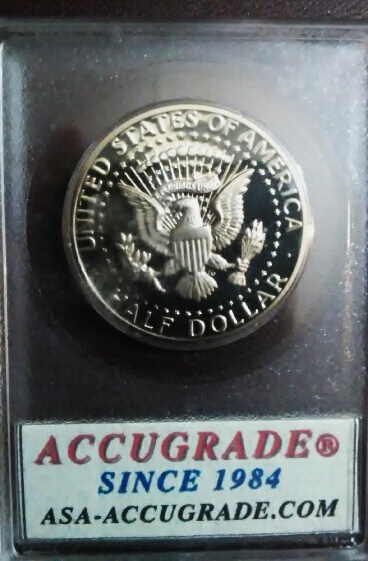 UNITED STATES OF AMERICA
HALF DOLLAR
ACCUGRADE®
SINCE 1984
ASA-ACCUGRADE.COM